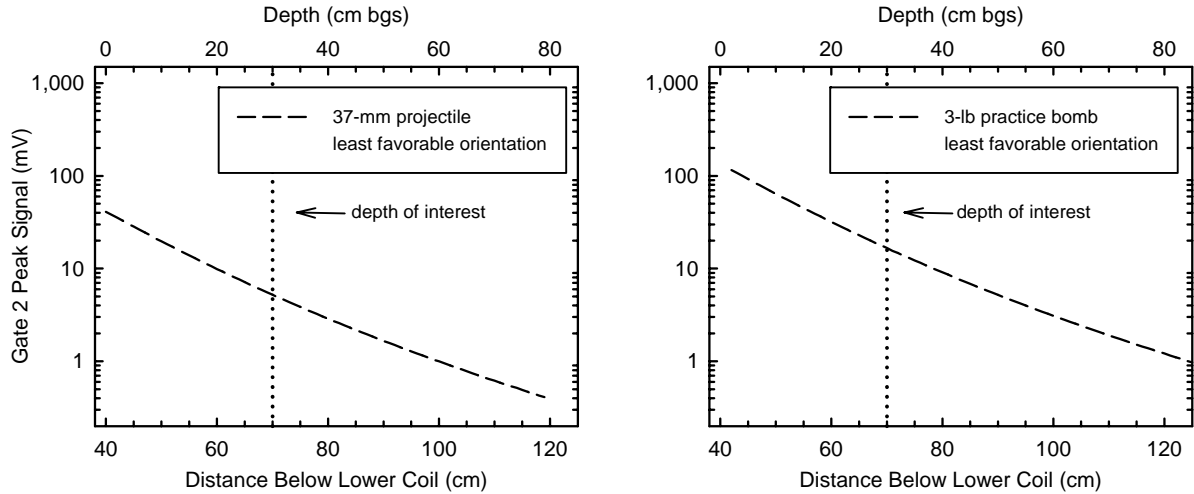 Depth (cm bgs)
0 20 40 60 80
1,000
100
10
1
Gate 2 Peak Signal (mV)
37-mm projectile
least favorable orientation
depth of interest
40 60 80 100 120
Distance Below Lower Coil (cm)
Depth (cm bgs)
0 20 40 60 80
1,000
100
10
1
3-lb practice bomb
least favorable orientation
depth of interest
40 60 80 100 120
Distance Below Lower Coil (cm)